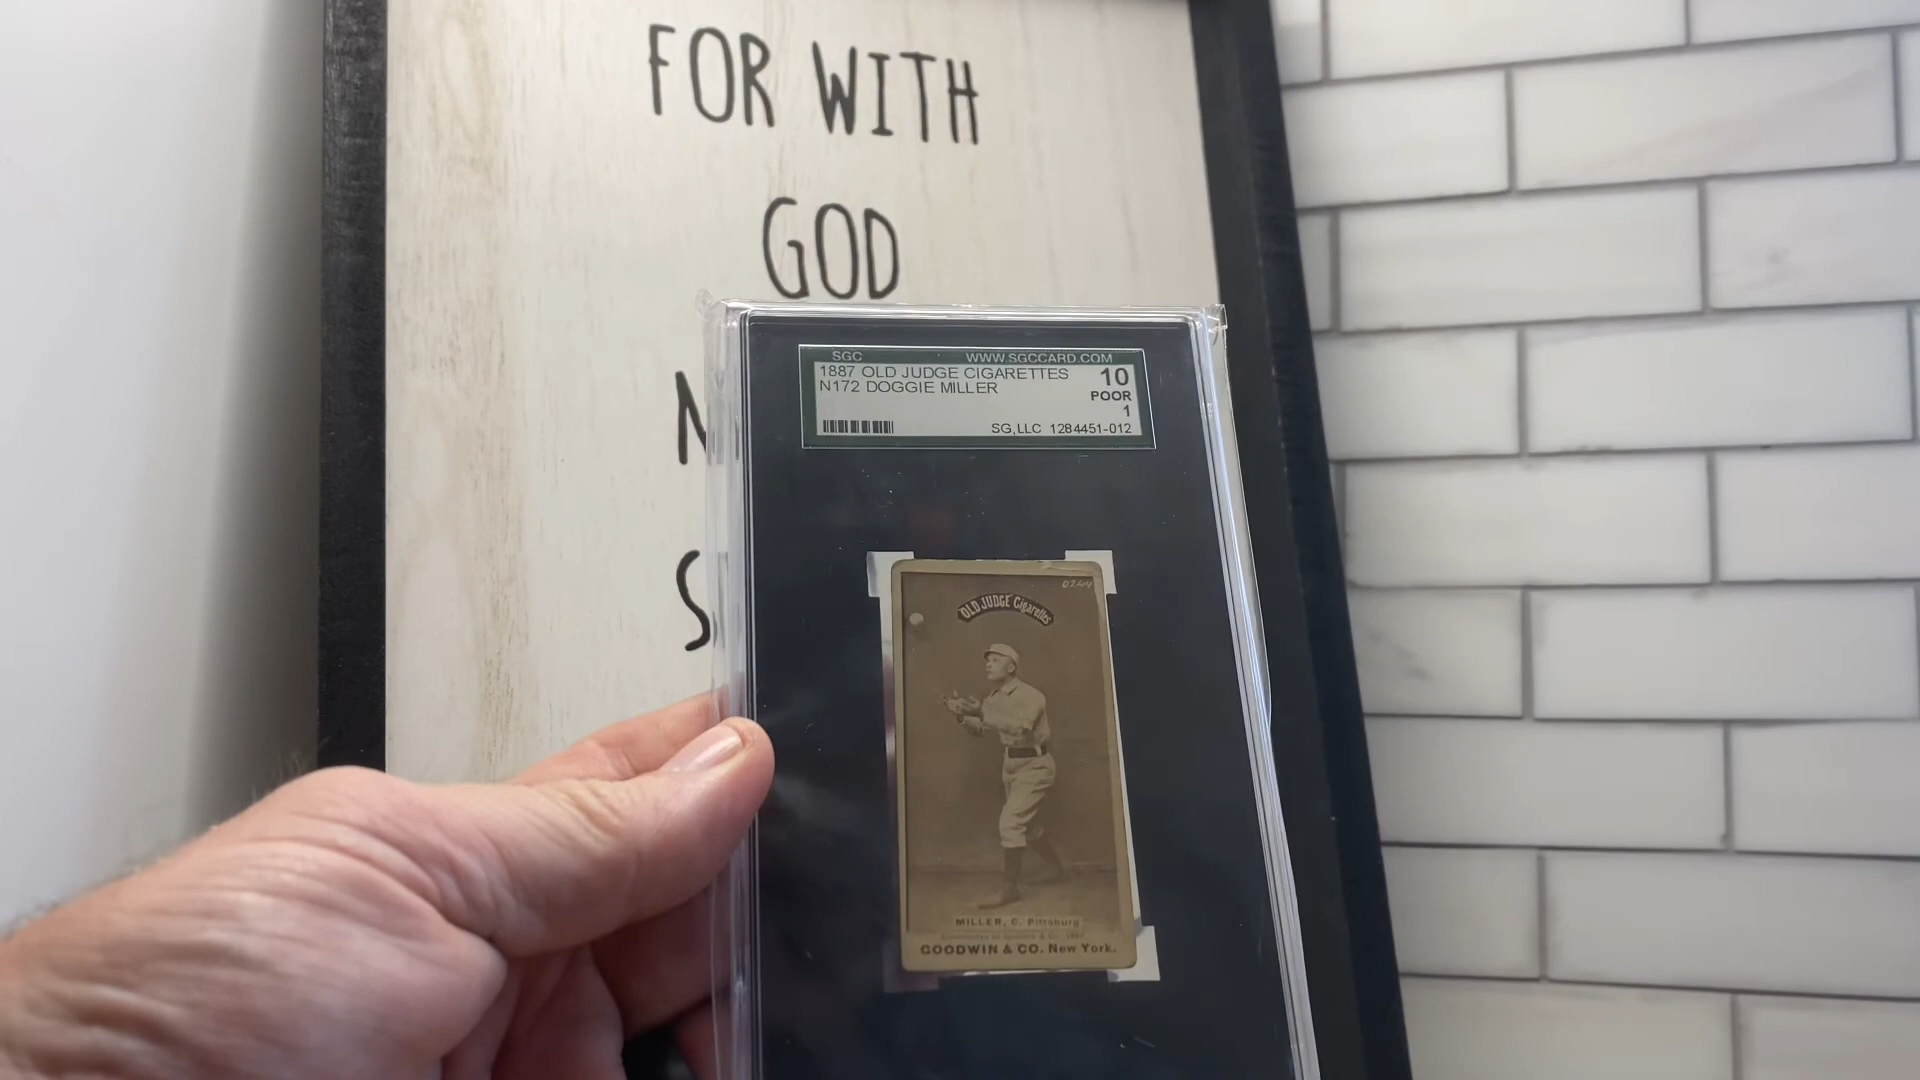 FOR WITH
GOD
N
S
SGC WWW.SGCCARD.COM
1887 OLD JUDGE CIGARETTES 10
N172 DOGGIE MILLER POOR
1
SG,LLC 1284451-012
0244
"OLD JUDGE" Cigarettes
MILLER, C. Pittsburg
GOODWIN & CO. New York.